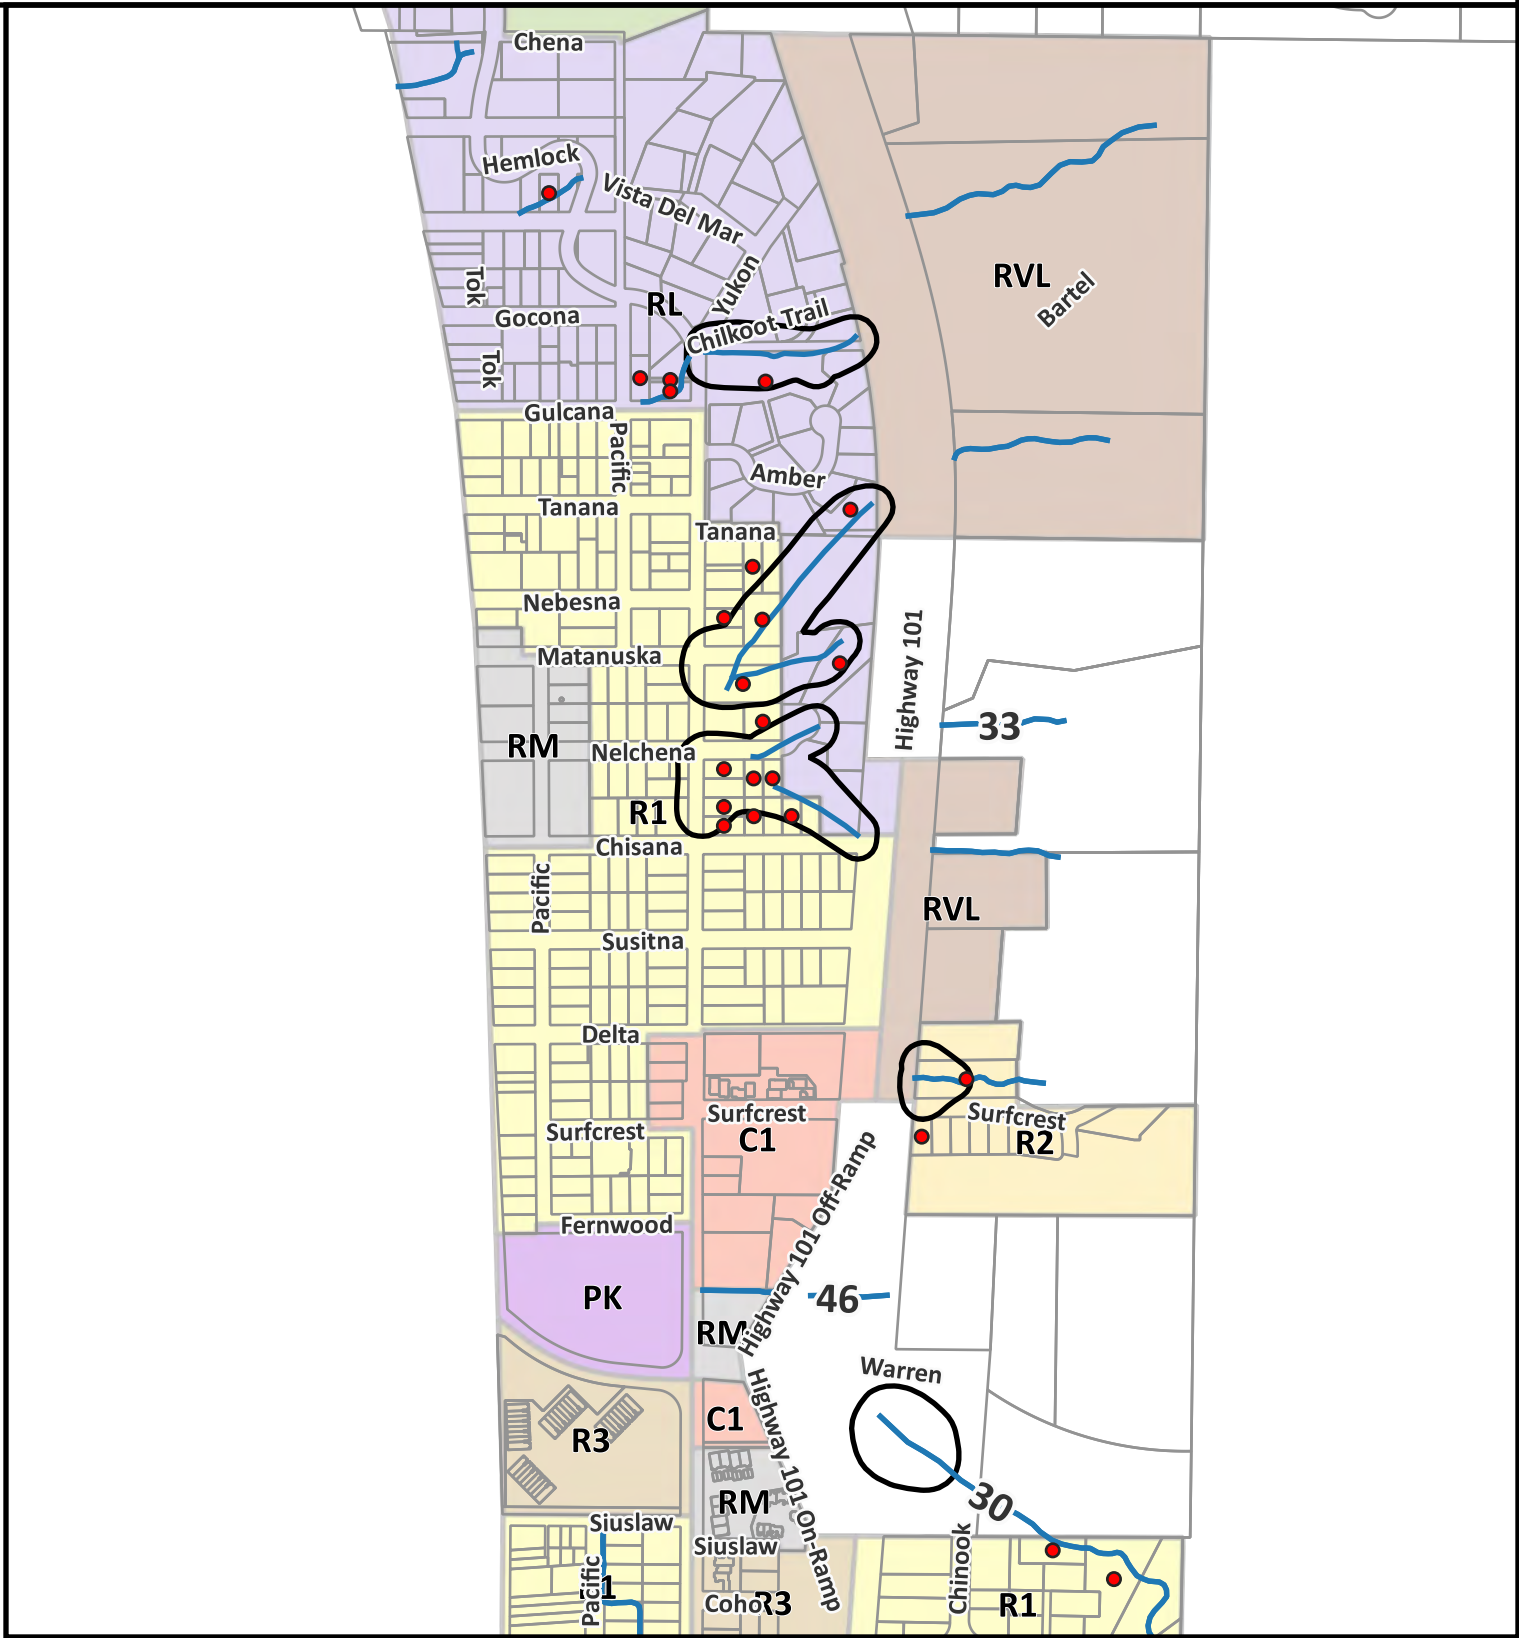 Chena
Hemlock
Vista Del Mar
Yukon
Tok
RL
RVL
Bartel
Gocona
Chilkoot Trail
Tok
Gulcana
Pacific
Amber
Tanana
Tanana
Nebesna
Matanuska
Highway 101
33
RM
Nelchena
R1
Chisana
Pacific
RVL
Susitna
Delta
Surfcrest
Surfcrest
Surfcrest
C1
R2
Highway 101 Off-Ramp
Fernwood
PK
46
RM
Warren
Highway 101 On-Ramp
C1
R3
RM
30
Siuslaw
Siuslaw
Chinook
Pacific
1
Coho
R3
R1